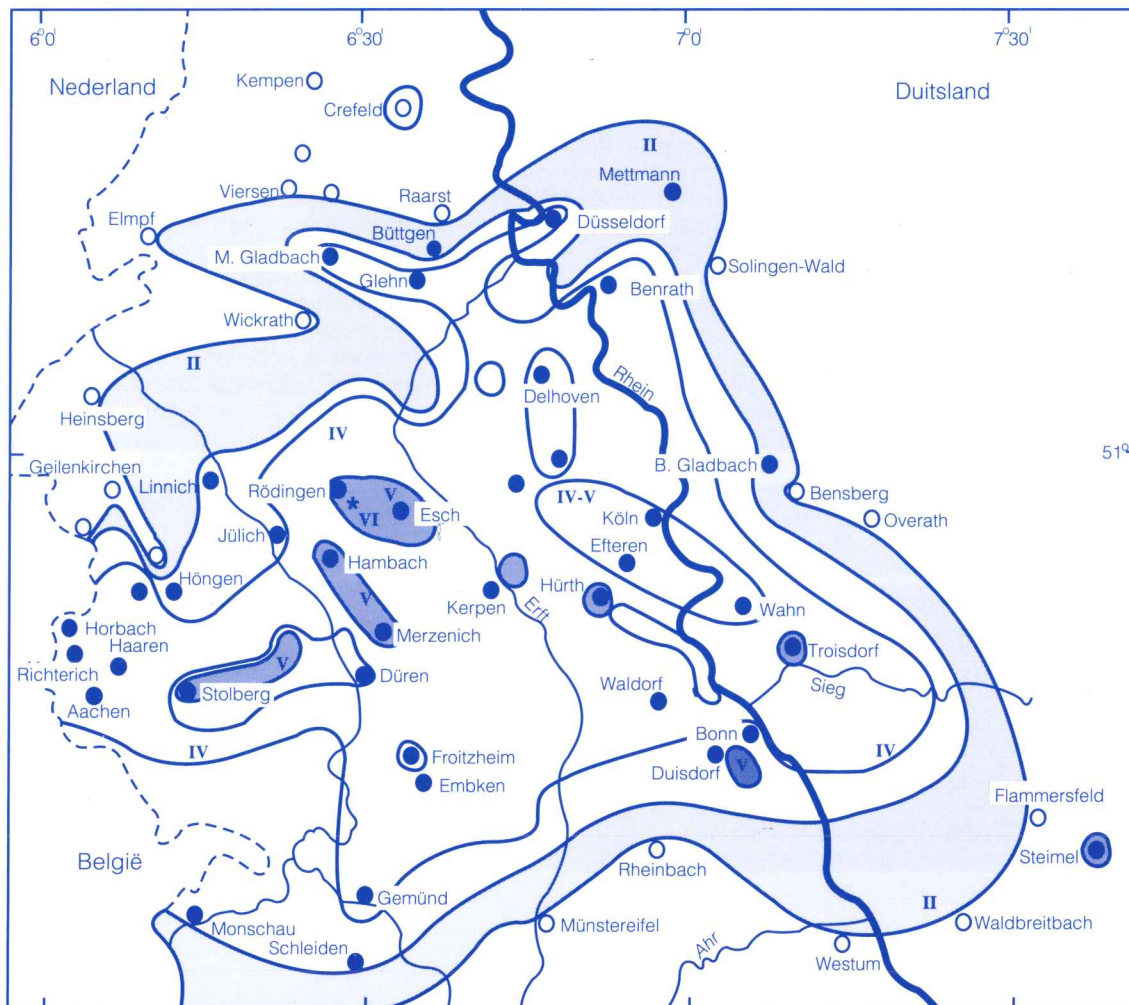 6°0' 6°30' 7°0' 7°30'
Nederland
Kempen
Duitsland
Crefeld
II
Mettmann
Viersen
Raarst
Elmpf
Büttgen
Düsseldorf
M. Gladbach
Solingen-Wald
Glehn
Benrath
Wickrath
II
Rhein
Delhoven
Heinsberg
IV
51°
Geilenkirchen
B. Gladbach
Linnich
Rödingen
V
IV-V
Bensberg
*
Esch
VI
Köln
Overath
Jülich
Efteren
Hambach
Höngen
Hürth
Kerpen
Erft
V
Wahn
Horbach
Merzenich
Haaren
Troisdorf
Richterich
V
Düren
Sieg
Stolberg
Waldorf
Aachen
Bonn
IV
IV
Froitzheim
Duisdorf
V
Embken
Flammersfeld
België
Rheinbach
Steimel
Gemünd
II
Monschau
Münstereifel
Waldbreitbach
Schleiden
Ahr
Westum